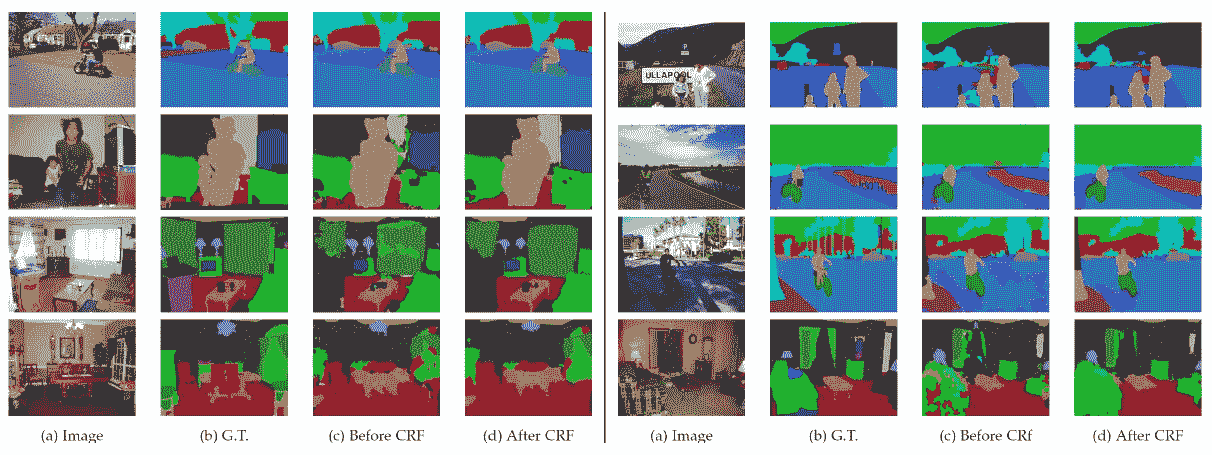 P
ULLAPOOL
(a) Image (b) G.T. (c) Before CRF (d) After CRF (a) Image (b) G.T. (c) Before CRf (d) After CRF